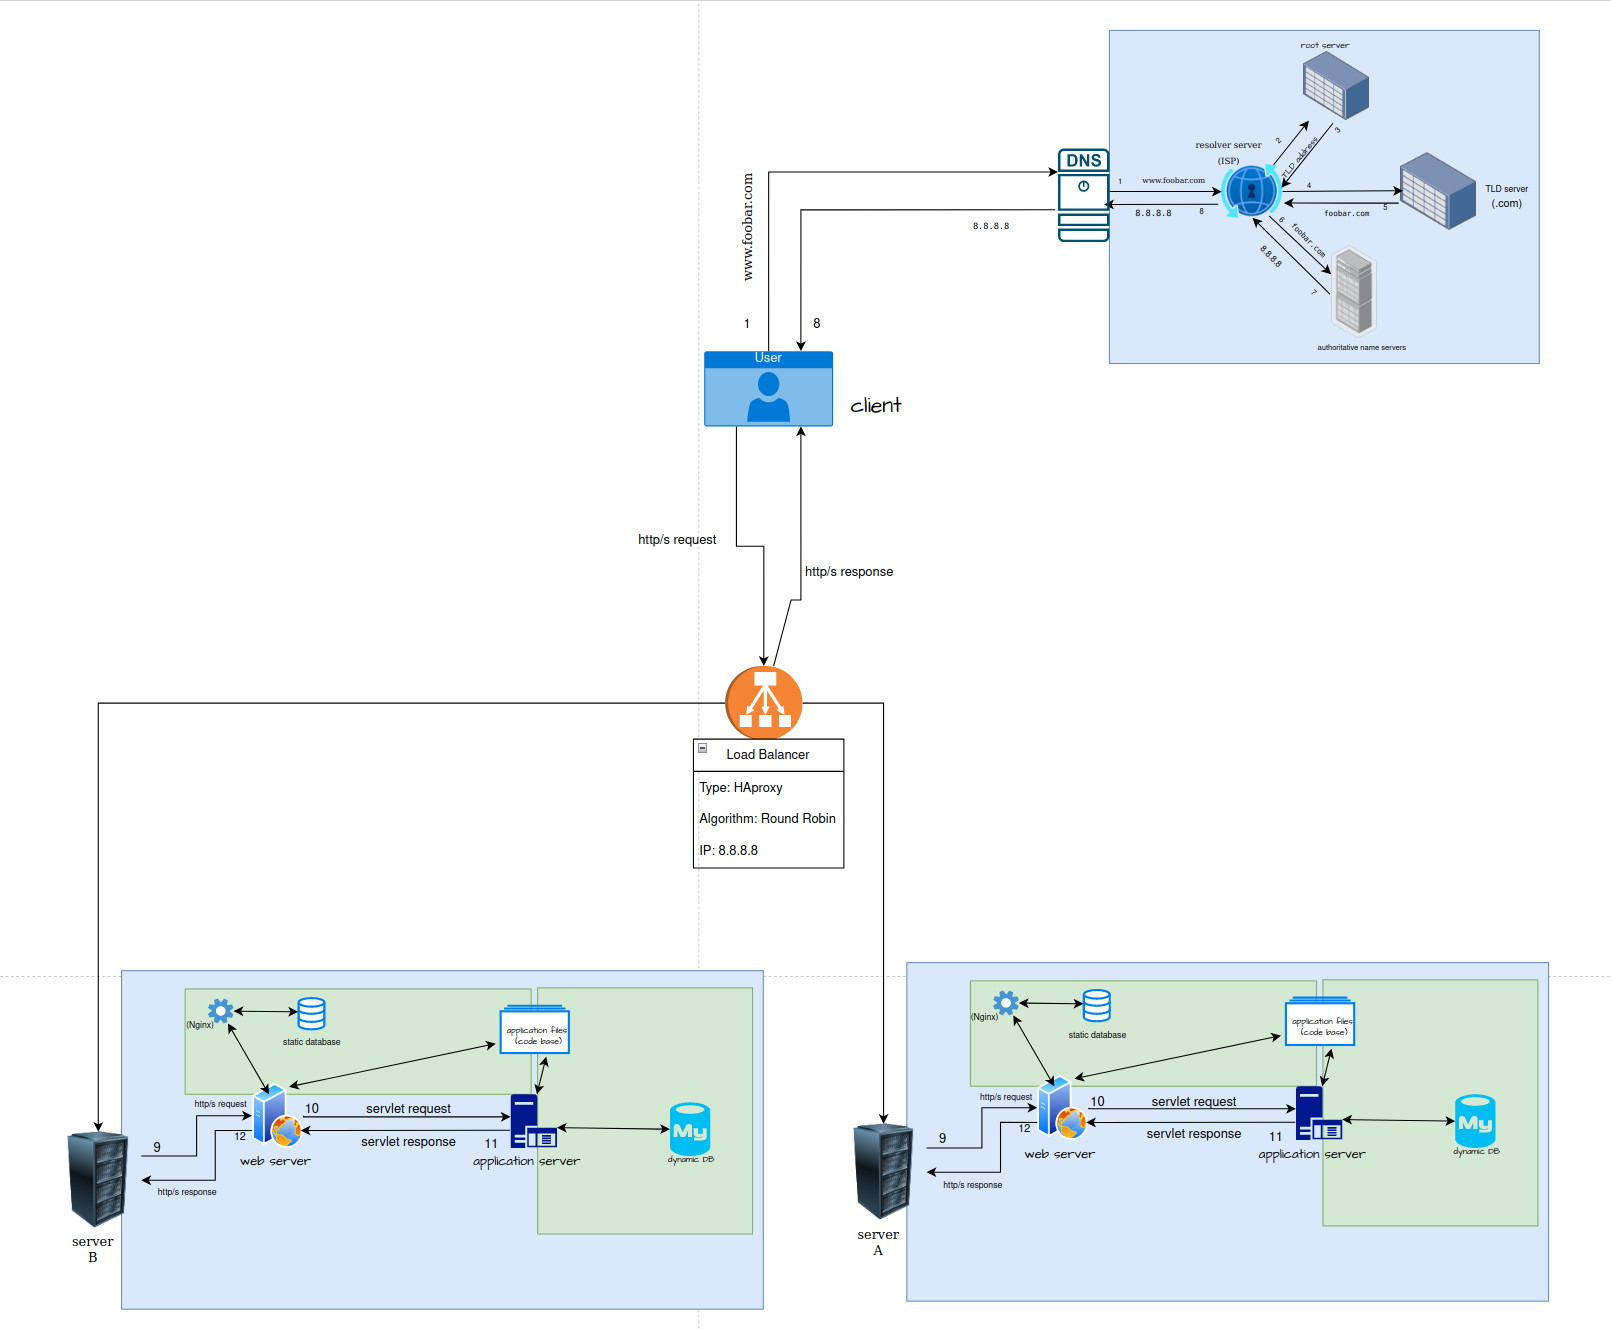 root server
resolver server
(ISP)
2
TLD address
3
DNS
1
www.foobar.com
4
TLD server
(.com)
8.8.8.8
8
foobar.com
5
6
foobar.com
8.8.8.8
7
authoritative name servers
www.foobar.com
8.8.8.8
1
8
User
client
http/s request
http/s response
Load Balancer
Type: HAproxy
Algorithm: Round Robin
IP: 8.8.8.8
(Nginx)
static database
application files
(code base)
http/s request
10
servlet request
12
servlet response
11
9
web server
application server
My
dynamic DB
http/s response
server
B
(Nginx)
static database
application files
(code base)
http/s request
10
servlet request
12
servlet response
11
9
web server
application server
My
dynamic DB
http/s response
server
A